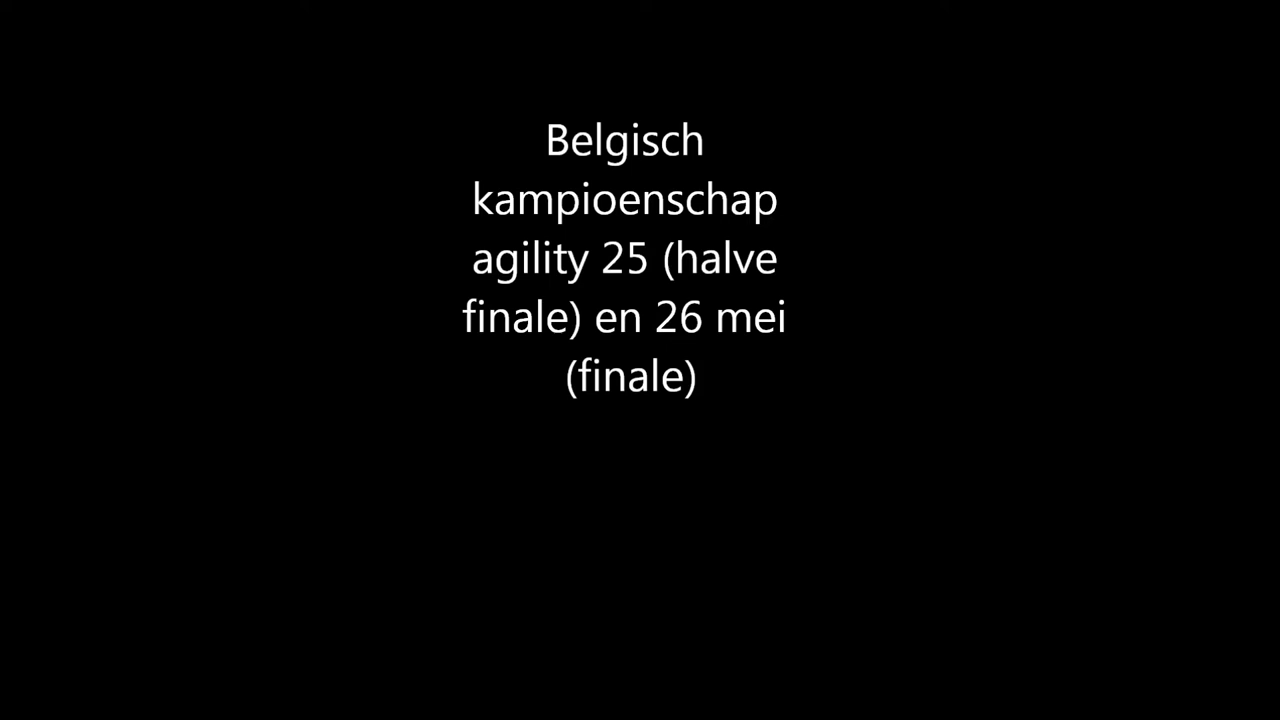 Belgisch
kampioenschap
agility 25 (halve
finale) en 26 mei
(finale)